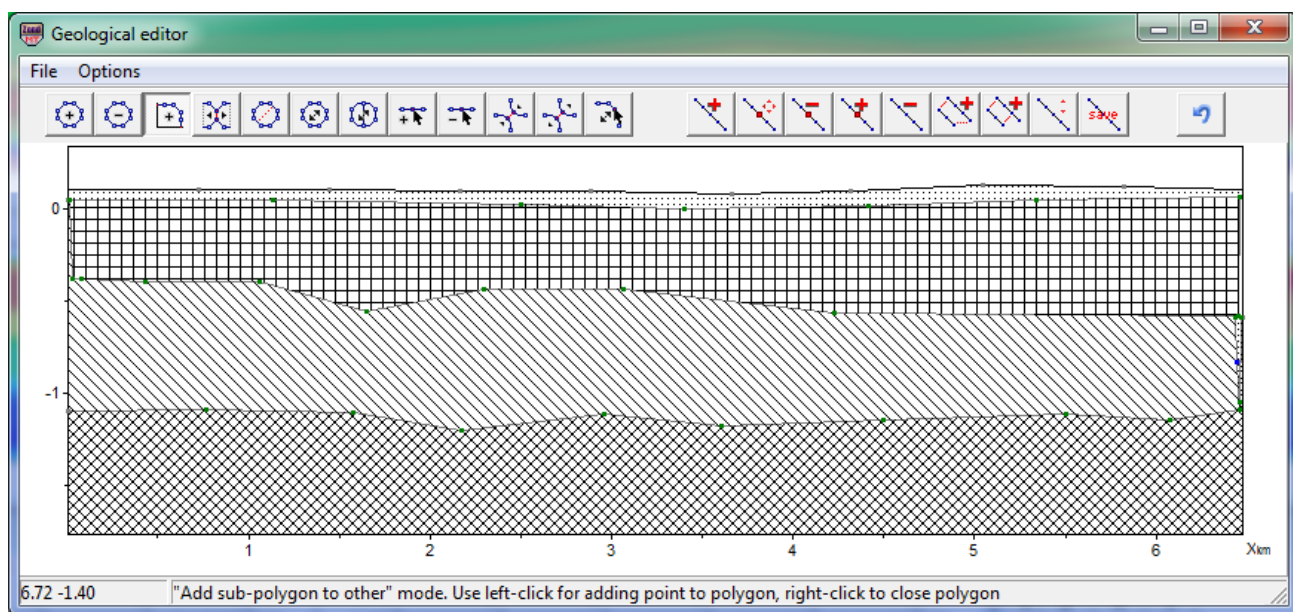 Geological editor
File Options
save
0
-1
1 2 3 4 5 6 Xкм
6.72 -1.40 "Add sub-polygon to other" mode. Use left-click for adding point to polygon, right-click to close polygon